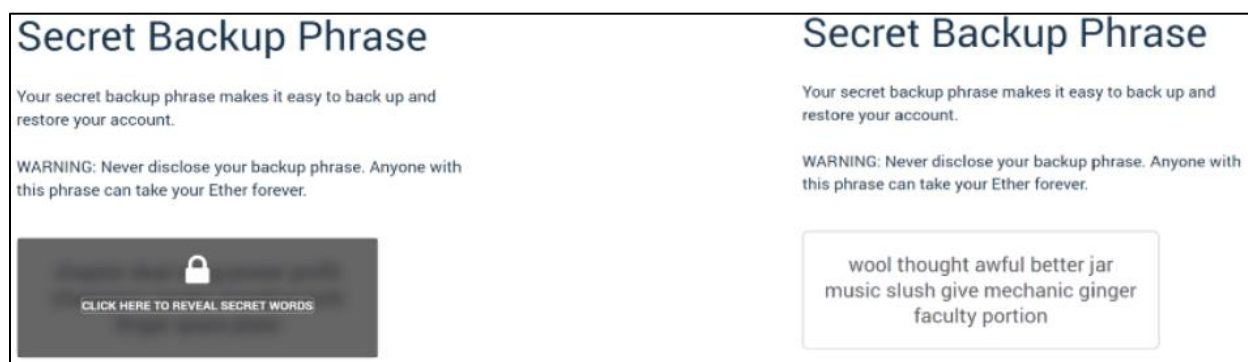 Secret Backup Phrase
Your secret backup phrase makes it easy to back up and
restore your account.
WARNING: Never disclose your backup phrase. Anyone with
this phrase can take your Ether forever.
CLICK HERE TO REVEAL SECRET WORDS
Secret Backup Phrase
Your secret backup phrase makes it easy to back up and
restore your account.
WARNING: Never disclose your backup phrase. Anyone with
this phrase can take your Ether forever.
wool thought awful better jar
music slush give mechanic ginger
faculty portion